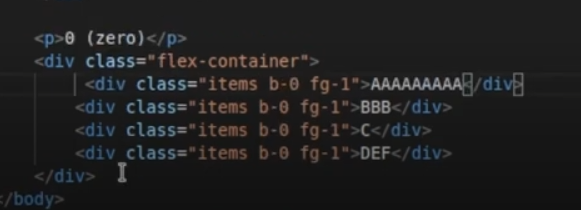 <p>0 (zero)</p>
<div class="flex-container">
<div class="items b-0 fg-1">AAAAAAAAA</div>
<div class="items b-0 fg-1">BBB</div>
<div class="items b-0 fg-1">C</div>
<div class="items b-0 fg-1">DEF</div>
</div>
</body>